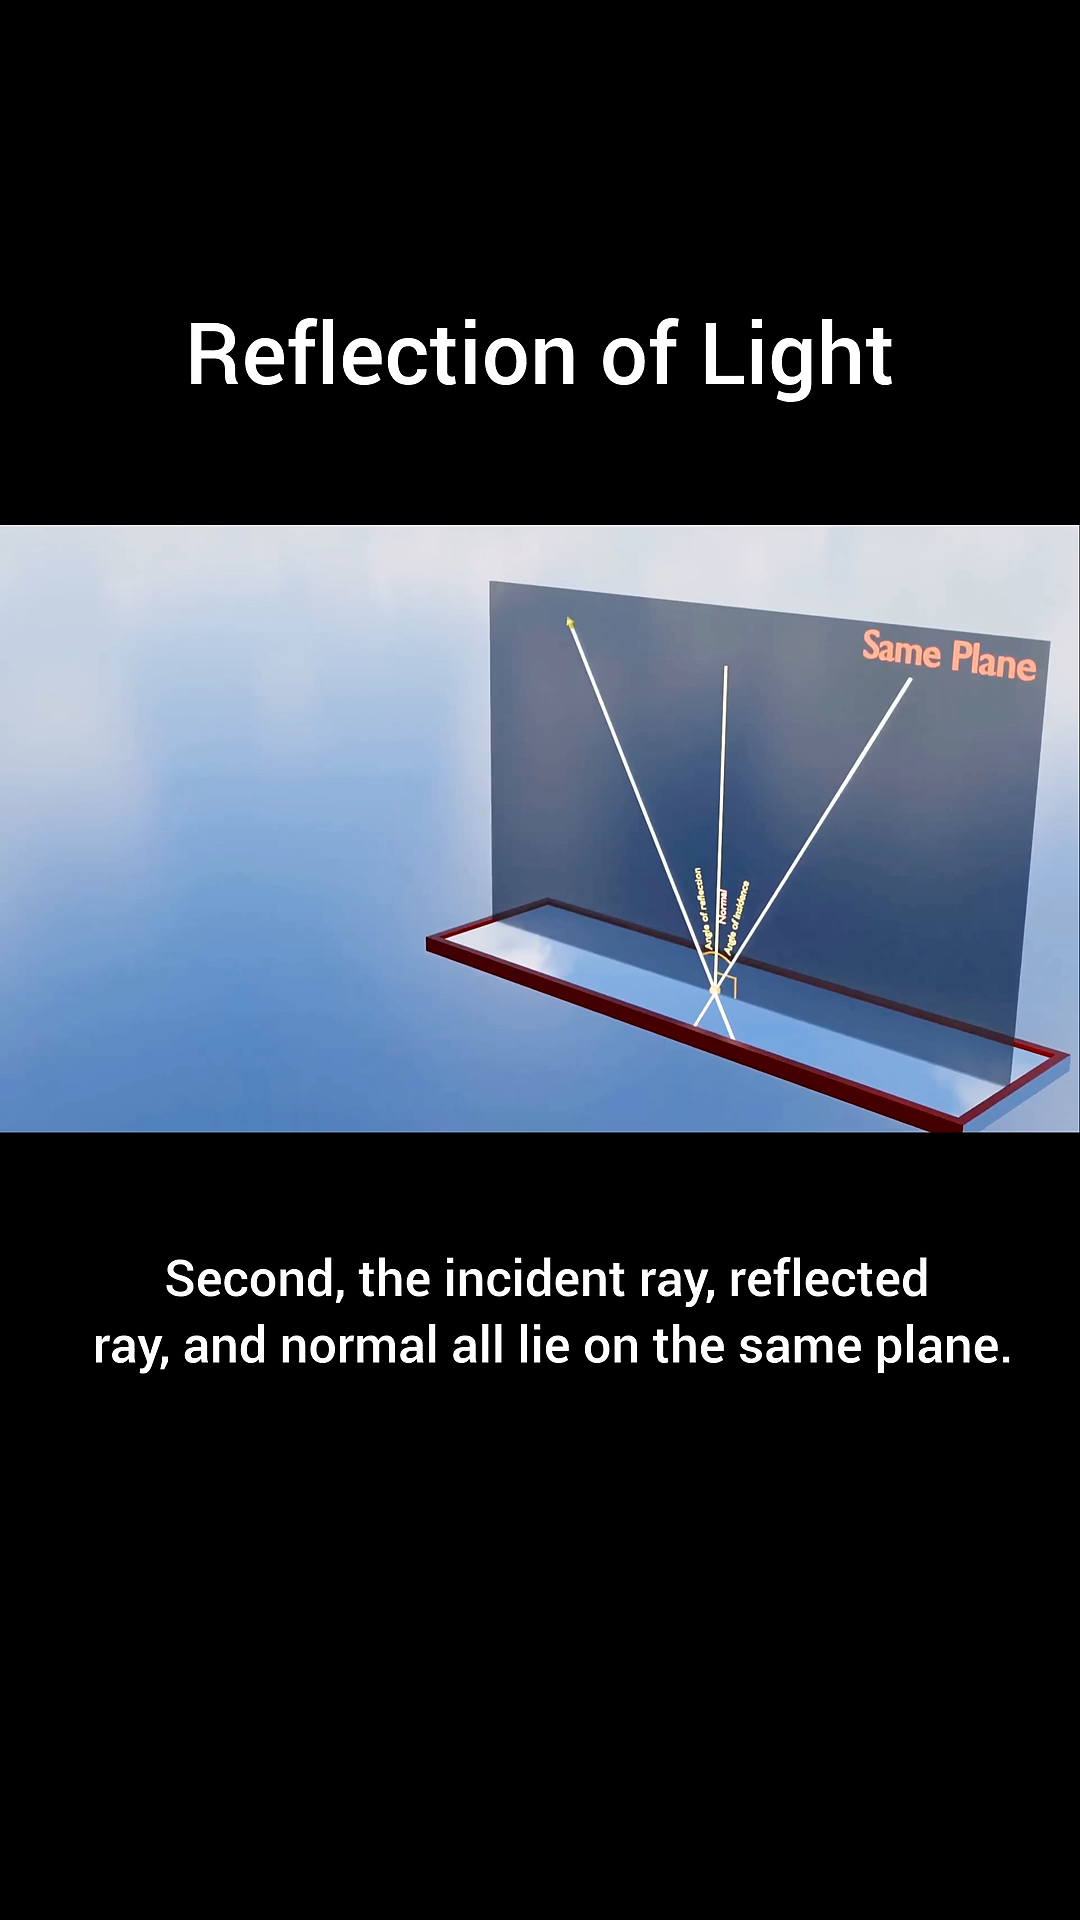 Reflection of Light
Same Plane
Angle of reflection
Normal
Angle of incidence
Second, the incident ray, reflected
ray, and normal all lie on the same plane.